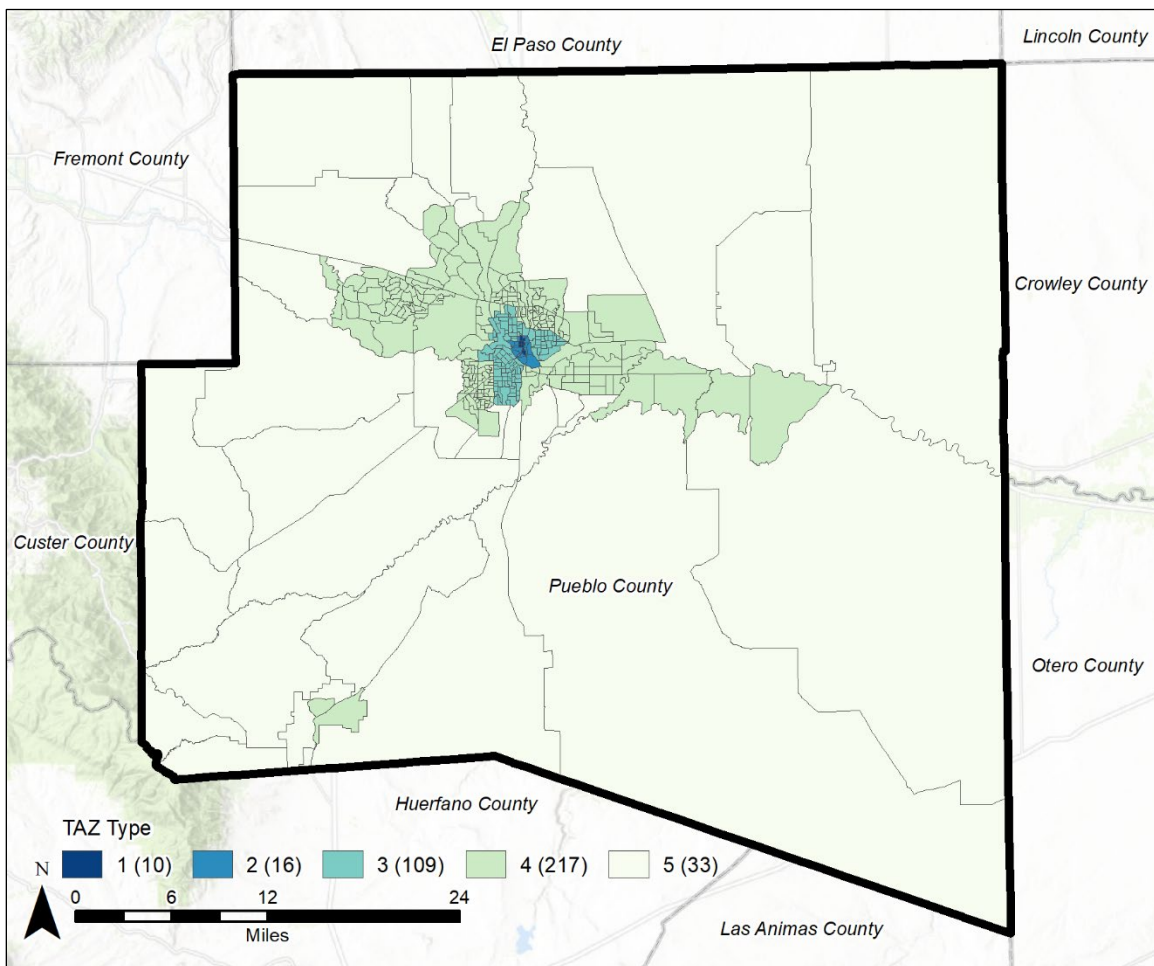 El Paso County
Lincoln County
Fremont County
Crowley County
Custer County
Pueblo County
Otero County
Huerfano County
TAZ Type
1 (10) 2 (16) 3 (109) 4 (217) 5 (33)
N
0 6 12 24
Miles
Las Animas County